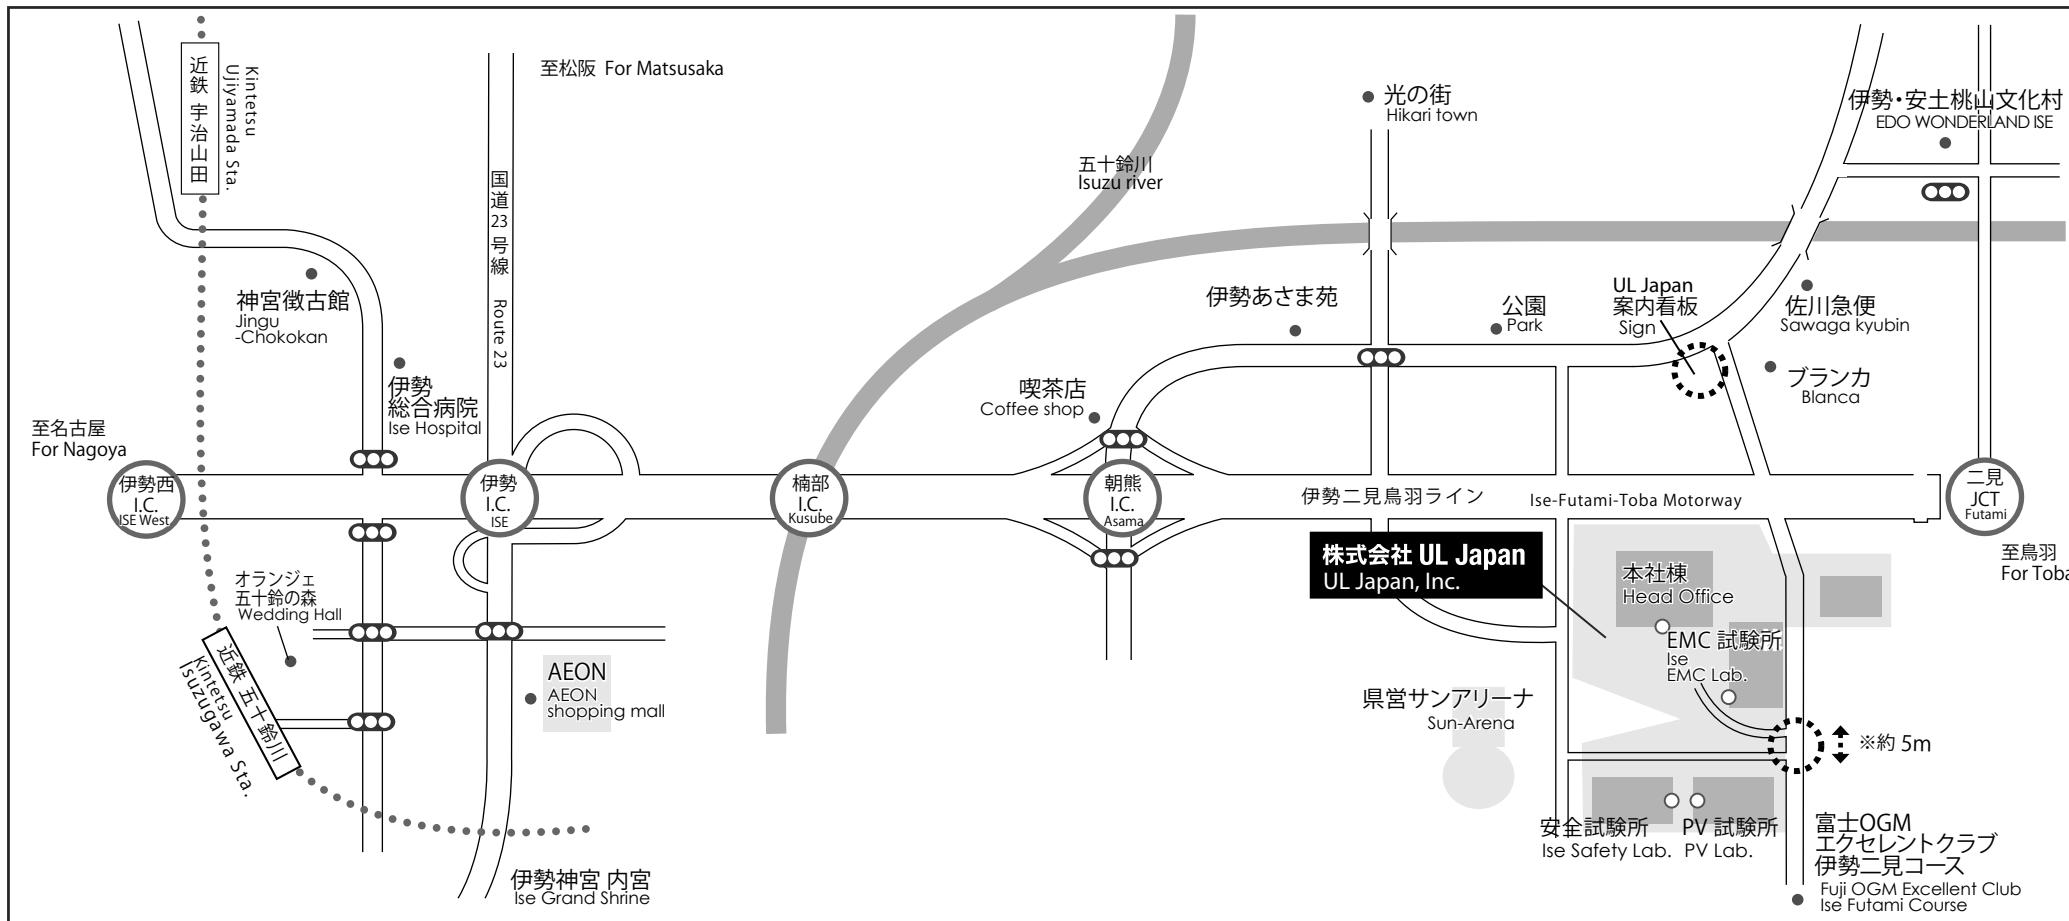 近鉄 宇治山田
Kintetsu
Ujiyamada Sta.
至松阪 For Matsusaka
国道23号線 Route 23
神宮徴古館
Jingu
-Chokokan
伊勢
総合病院
Ise Hospital
至名古屋
For Nagoya
伊勢西
I.C.
ISE West
伊勢
I.C.
ISE
楠部
I.C.
Kusube
朝熊
I.C.
Asama
二見
JCT
Futami
五十鈴川
Isuzu river
光の街
Hikari town
伊勢・安土桃山文化村
EDO WONDERLAND ISE
伊勢あさま苑
公園
Park
UL Japan
案内看板
Sign
佐川急便
Sawaga kyubin
ブランカ
Blanca
喫茶店
Coffee shop
伊勢二見鳥羽ライン
Ise-Futami-Toba Motorway
至鳥羽
For Toba
株式会社 UL Japan
UL Japan, Inc.
本社棟
Head Office
EMC 試験所
Ise
EMC Lab.
オランジェ
五十鈴の森
Wedding Hall
近鉄 五十鈴川
Kintetsu
Isuzugawa Sta.
AEON
AEON
shopping mall
県営サンアリーナ
Sun-Arena
※約 5m
安全試験所
Ise Safety Lab.
PV 試験所
PV Lab.
富士OGM
エクセレントクラブ
伊勢二見コース
Fuji OGM Excellent Club
Ise Futami Course
伊勢神宮 内宮
Ise Grand Shrine